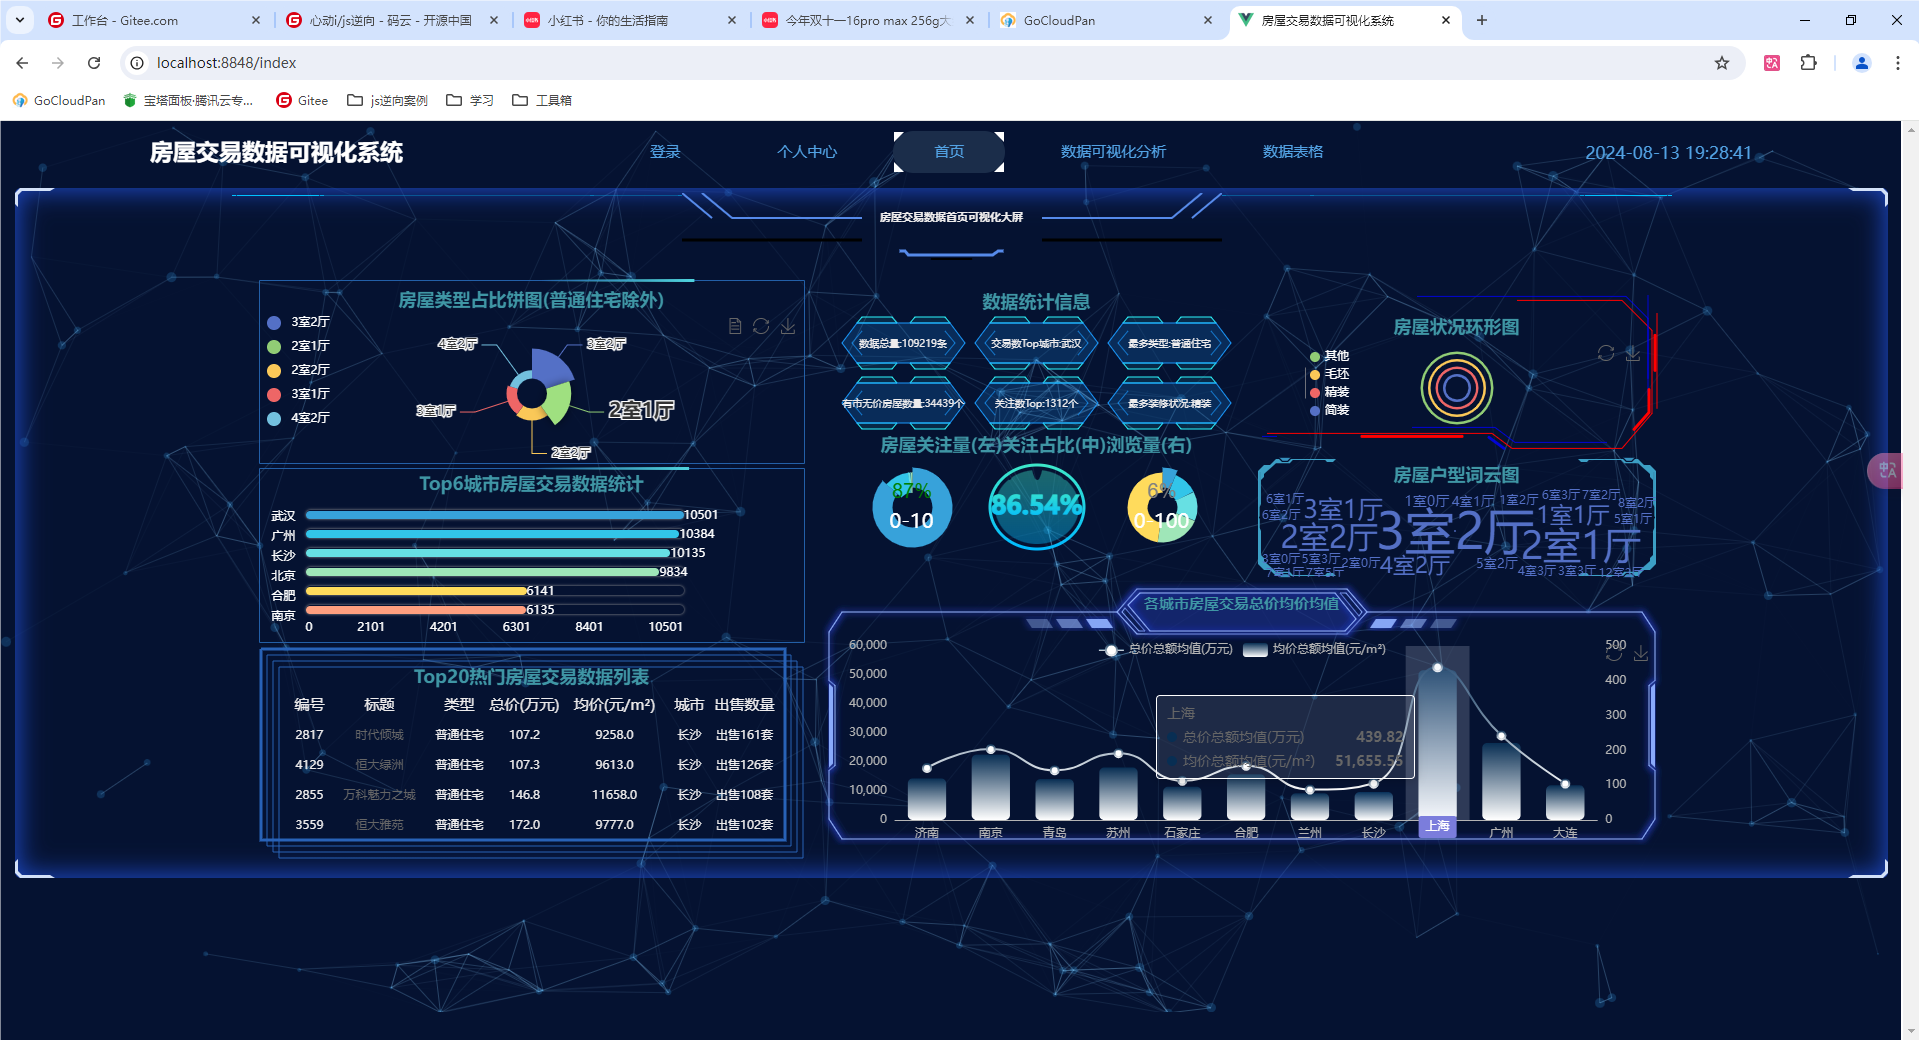 工作台 - Gitee.com
心动i/js逆向 - 码云 - 开源中国
小红书 - 你的生活指南
今年双十一16pro max 256g大
GoCloudPan
房屋交易数据可视化系统
localhost:8848/index
GoCloudPan
宝塔面板·腾讯云专...
Gitee
js逆向案例
学习
工具箱
房屋交易数据可视化系统
登录
个人中心
首页
数据可视化分析
数据表格
2024-08-13 19:28:41
房屋交易数据首页可视化大屏
房屋类型占比饼图(普通住宅除外)
3室2厅
2室1厅
2室2厅
3室1厅
4室2厅
4室2厅
3室2厅
3室1厅
2室1厅
2室2厅
Top6城市房屋交易数据统计
武汉 10501
广州 10384
长沙 10135
北京 9834
合肥 6141
南京 6135
0 2101 4201 6301 8401 10501
Top20热门房屋交易数据列表
编号 标题 类型 总价(万元) 均价(元/m²) 城市 出售数量
2817 时代倾城 普通住宅 107.2 9258.0 长沙 出售161套
4129 恒大绿洲 普通住宅 107.3 9613.0 长沙 出售126套
2855 万科魅力之城 普通住宅 146.8 11658.0 长沙 出售108套
3559 恒大雅苑 普通住宅 172.0 9777.0 长沙 出售102套
数据统计信息
数据总量:109219条
交易数Top城市:武汉
最多类型:普通住宅
有市无价房屋数量:34439个
关注数Top:1312个
最多装修状况:精装
房屋关注量(左)关注占比(中)浏览量(右)
87%
0-10
86.54%
6%
0-100
房屋状况环形图
其他
毛坯
精装
简装
房屋户型词云图
6室1厅
6室2厅
3室1厅
1室0厅
4室1厅
1室2厅
6室3厅
7室2厅
8室2厅
2室2厅
3室2厅
1室1厅
5室1厅
2室1厅
3室0厅
5室3厅
2室0厅
4室2厅
5室2厅
4室3厅
3室3厅
7室1厅
7室5厅
各城市房屋交易总价均价均值
总价总额均值(万元)
均价总额均值(元/m²)
60,000
50,000
40,000
30,000
20,000
10,000
0
500
400
300
200
100
0
上海
总价总额均值(万元) 439.82
均价总额均值(元/m²) 51,655.55
济南 南京 青岛 苏州 石家庄 合肥 兰州 长沙 上海 广州 大连